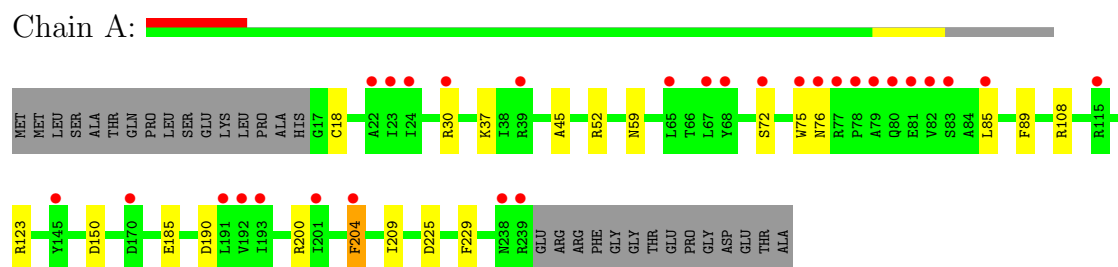 Chain A:
MET MET LEU SER ALA THR GLN PRO LEU SER GLU LYS LEU PRO ALA HIS G17 C18 A22 I23 I24 R30 K37 I38 R39 A45 R52 N59 L65 T66 L67 Y68 S72 W75 N76 R77 P78 A79 Q80 E81 V82 S83 A84 L85 F89 R108 R115
R123 Y145 D150 D170 E185 D190 L191 V192 I193 R200 I201 F204 I209 D225 F229 N238 R239 GLU ARG ARG PHE GLY GLY THR GLU PRO GLY ASP GLU THR ALA